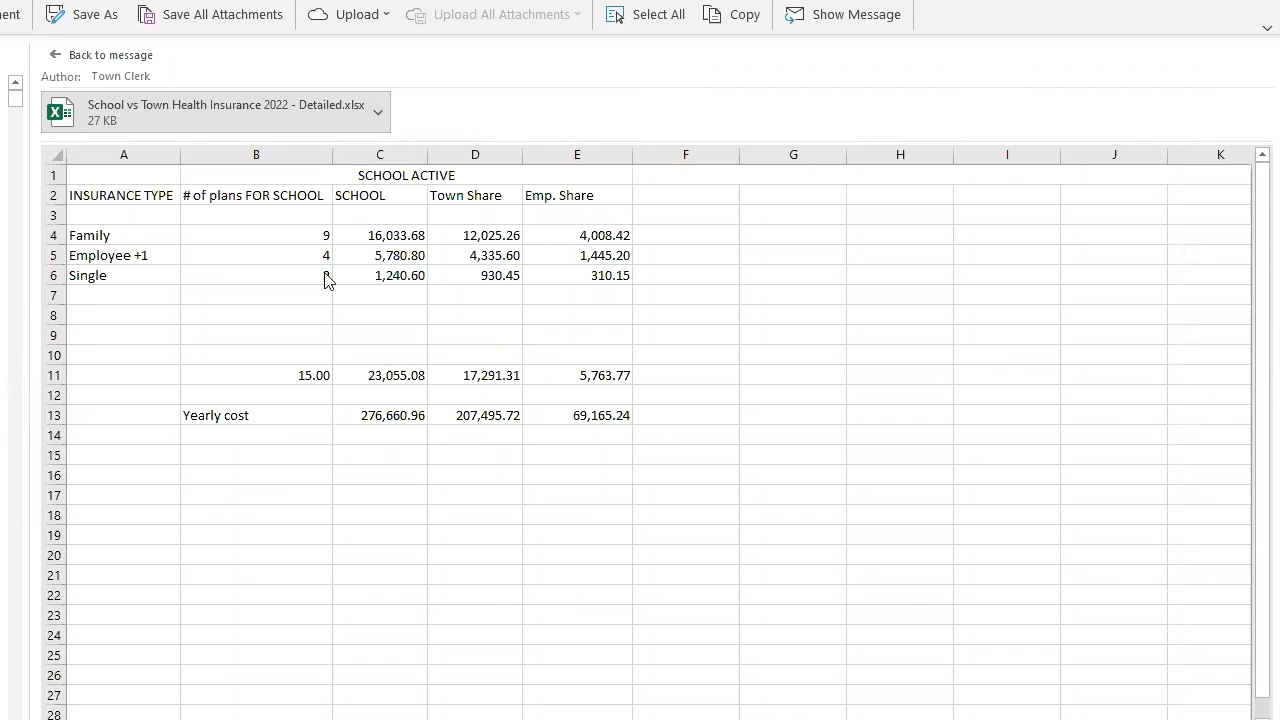 ent Save As Save All Attachments Upload Upload All Attachments Select All Copy Show Message
Back to message
Author: Town Clerk
School vs Town Health Insurance 2022 - Detailed.xlsx
27 KB
A B C D E F G H I J K
1 SCHOOL ACTIVE
2 INSURANCE TYPE # of plans FOR SCHOOL SCHOOL Town Share Emp. Share
3
4 Family 9 16,033.68 12,025.26 4,008.42
5 Employee +1 4 5,780.80 4,335.60 1,445.20
6 Single 1,240.60 930.45 310.15
7
8
9
10
11 15.00 23,055.08 17,291.31 5,763.77
12
13 Yearly cost 276,660.96 207,495.72 69,165.24
14
15
16
17
18
19
20
21
22
23
24
25
26
27
28